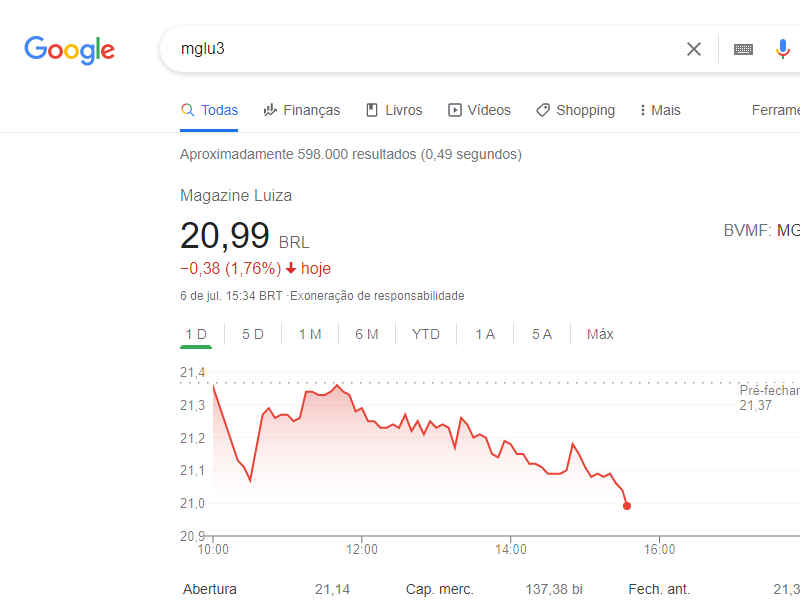 Google
mglu3
Todas Finanças Livros Vídeos Shopping Mais Ferrame
Aproximadamente 598.000 resultados (0,49 segundos)
Magazine Luiza
20,99 BRL
BVMF: MG
−0,38 (1,76%) hoje
6 de jul. 15:34 BRT · Exoneração de responsabilidade
1 D 5 D 1 M 6 M YTD 1 A 5 A Máx
21,4
Pré-fechar
21,37
21,3
21,2
21,1
21,0
20,9
10:00 12:00 14:00 16:00
Abertura 21,14 Cap. merc. 137,38 bi Fech. ant. 21,3